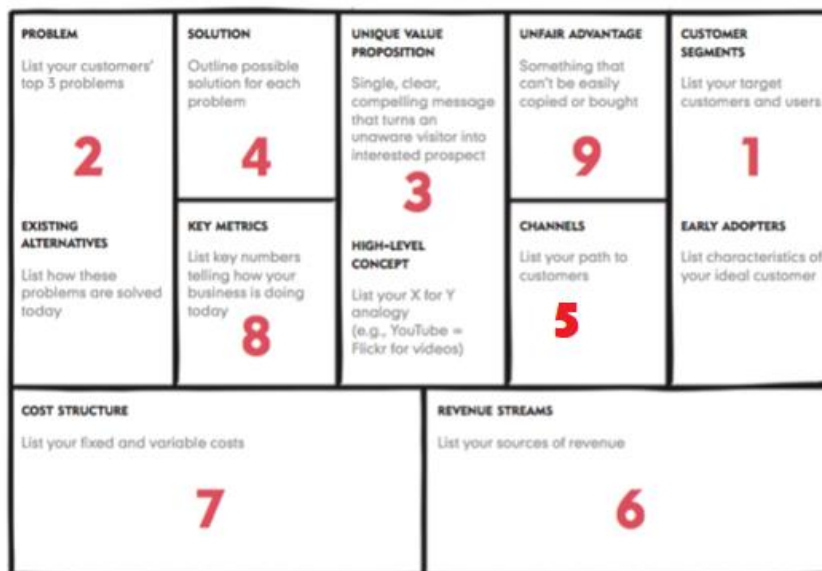 PROBLEM
List your customers'
top 3 problems
2
EXISTING
ALTERNATIVES
List how these
problems are solved
today
SOLUTION
Outline possible
solution for each
problem
4
KEY METRICS
List key numbers
telling how your
business is doing
today
8
UNIQUE VALUE
PROPOSITION
Single, clear,
compelling message
that turns an
unaware visitor into
interested prospect
3
HIGH-LEVEL
CONCEPT
List your X for Y
analogy
(e.g., YouTube =
Flickr for videos)
UNFAIR ADVANTAGE
Something that
can't be easily
copied or bought
9
CHANNELS
List your path to
customers
5
CUSTOMER
SEGMENTS
List your target
customers and users
1
EARLY ADOPTERS
List characteristics of
your ideal customer
COST STRUCTURE
List your fixed and variable costs
7
REVENUE STREAMS
List your sources of revenue
6